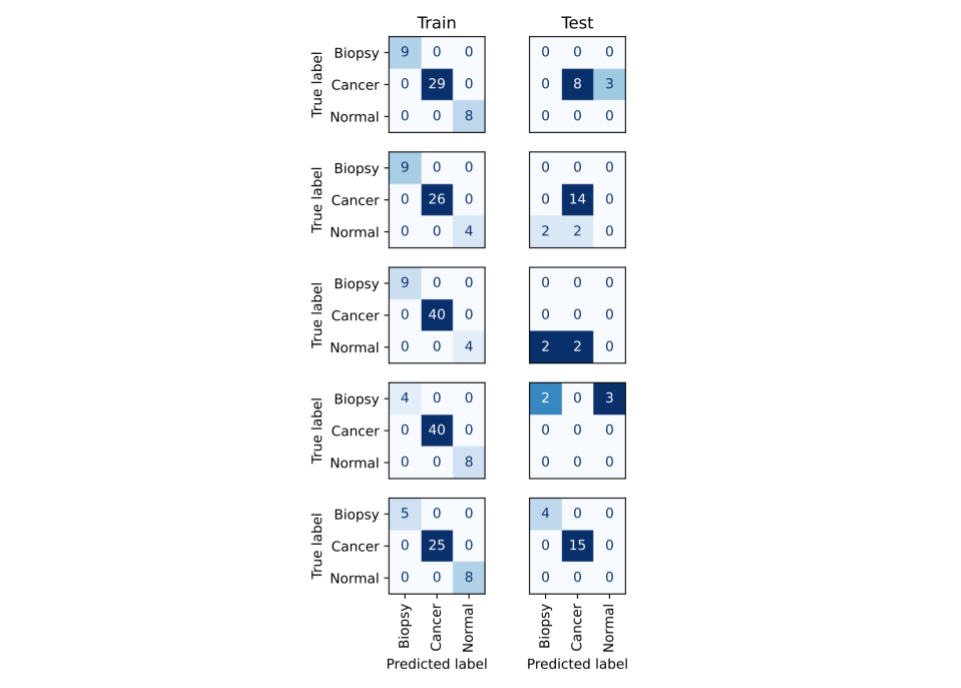 Train Test
True label
Biopsy 9 0 0 0 0 0
Cancer 0 29 0 0 8 3
Normal 0 0 8 0 0 0
True label
Biopsy 9 0 0 0 0 0
Cancer 0 26 0 0 14 0
Normal 0 0 4 2 2 0
True label
Biopsy 9 0 0 0 0 0
Cancer 0 40 0 0 0 0
Normal 0 0 4 2 2 0
True label
Biopsy 4 0 0 2 0 3
Cancer 0 40 0 0 0 0
Normal 0 0 8 0 0 0
True label
Biopsy 5 0 0 4 0 0
Cancer 0 25 0 0 15 0
Normal 0 0 8 0 0 0
Biopsy Cancer Normal Biopsy Cancer Normal
Predicted label Predicted label